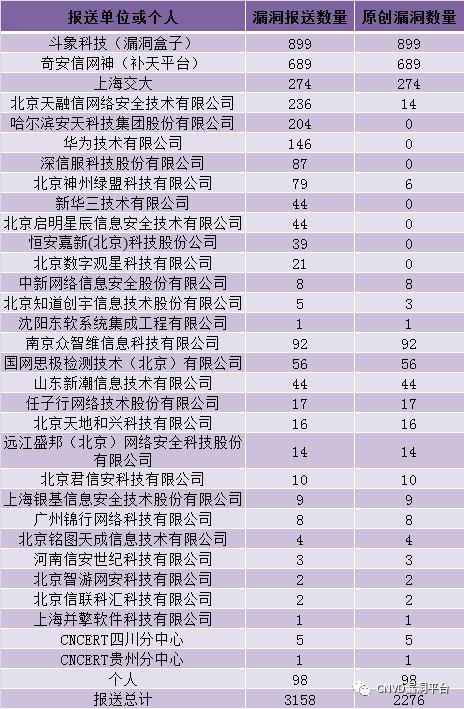 报送单位或个人 漏洞报送数量 原创漏洞数量
斗象科技（漏洞盒子） 899 899
奇安信网神（补天平台） 689 689
上海交大 274 274
北京天融信网络安全技术有限公司 236 14
哈尔滨安天科技集团股份有限公司 204 0
华为技术有限公司 146 0
深信服科技股份有限公司 87 0
北京神州绿盟科技有限公司 79 6
新华三技术有限公司 44 0
北京启明星辰信息安全技术有限公司 44 0
恒安嘉新(北京)科技股份公司 39 0
北京数字观星科技有限公司 21 0
中新网络信息安全股份有限公司 8 8
北京知道创宇信息技术股份有限公司 5 3
沈阳东软系统集成工程有限公司 1 1
南京众智维信息科技有限公司 92 92
国网思极检测技术（北京）有限公司 56 56
山东新潮信息技术有限公司 44 44
任子行网络技术股份有限公司 17 17
北京天地和兴科技有限公司 16 16
远江盛邦（北京）网络安全科技股份
有限公司 14 14
北京君信安科技有限公司 10 10
上海银基信息安全技术股份有限公司 9 9
广州锦行网络科技有限公司 8 8
北京铭图天成信息技术有限公司 4 4
河南信安世纪科技有限公司 3 3
北京智游网安科技有限公司 2 2
北京信联科汇科技有限公司 2 2
上海并擎软件科技有限公司 1 1
CNCERT四川分中心 5 5
CNCERT贵州分中心 1 1
个人 98 98
报送总计 3158 2276
CNVD漏洞平台